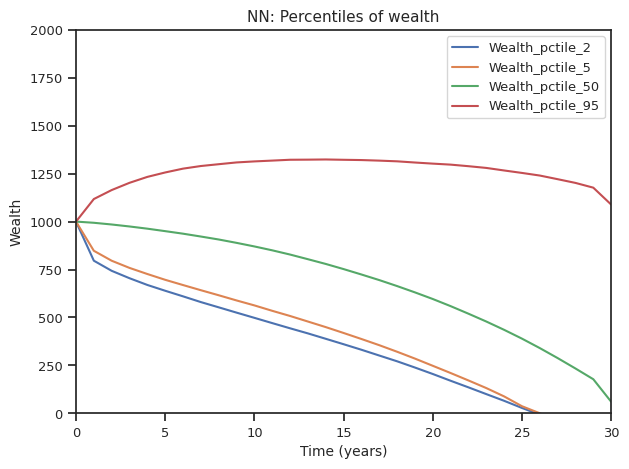 NN: Percentiles of wealth
2000
1750
1500
1250
1000
750
500
250
0
Wealth
Wealth_pctile_2
Wealth_pctile_5
Wealth_pctile_50
Wealth_pctile_95
0 5 10 15 20 25 30
Time (years)